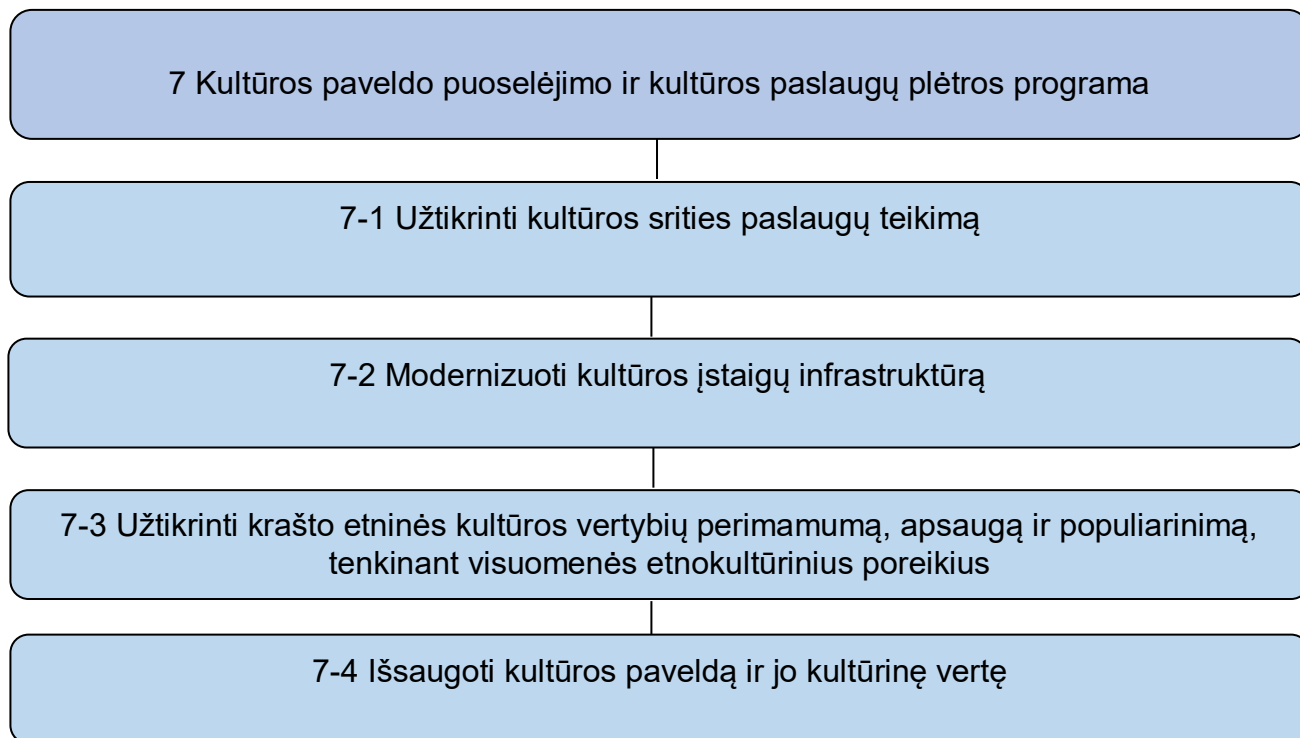 7 Kultūros paveldo puoselėjimo ir kultūros paslaugų plėtros programa
7-1 Užtikrinti kultūros srities paslaugų teikimą
7-2 Modernizuoti kultūros įstaigų infrastruktūrą
7-3 Užtikrinti krašto etninės kultūros vertybių perimamumą, apsaugą ir populiarinimą,
tenkinant visuomenės etnokultūrinius poreikius
7-4 Išsaugoti kultūros paveldą ir jo kultūrinę vertę